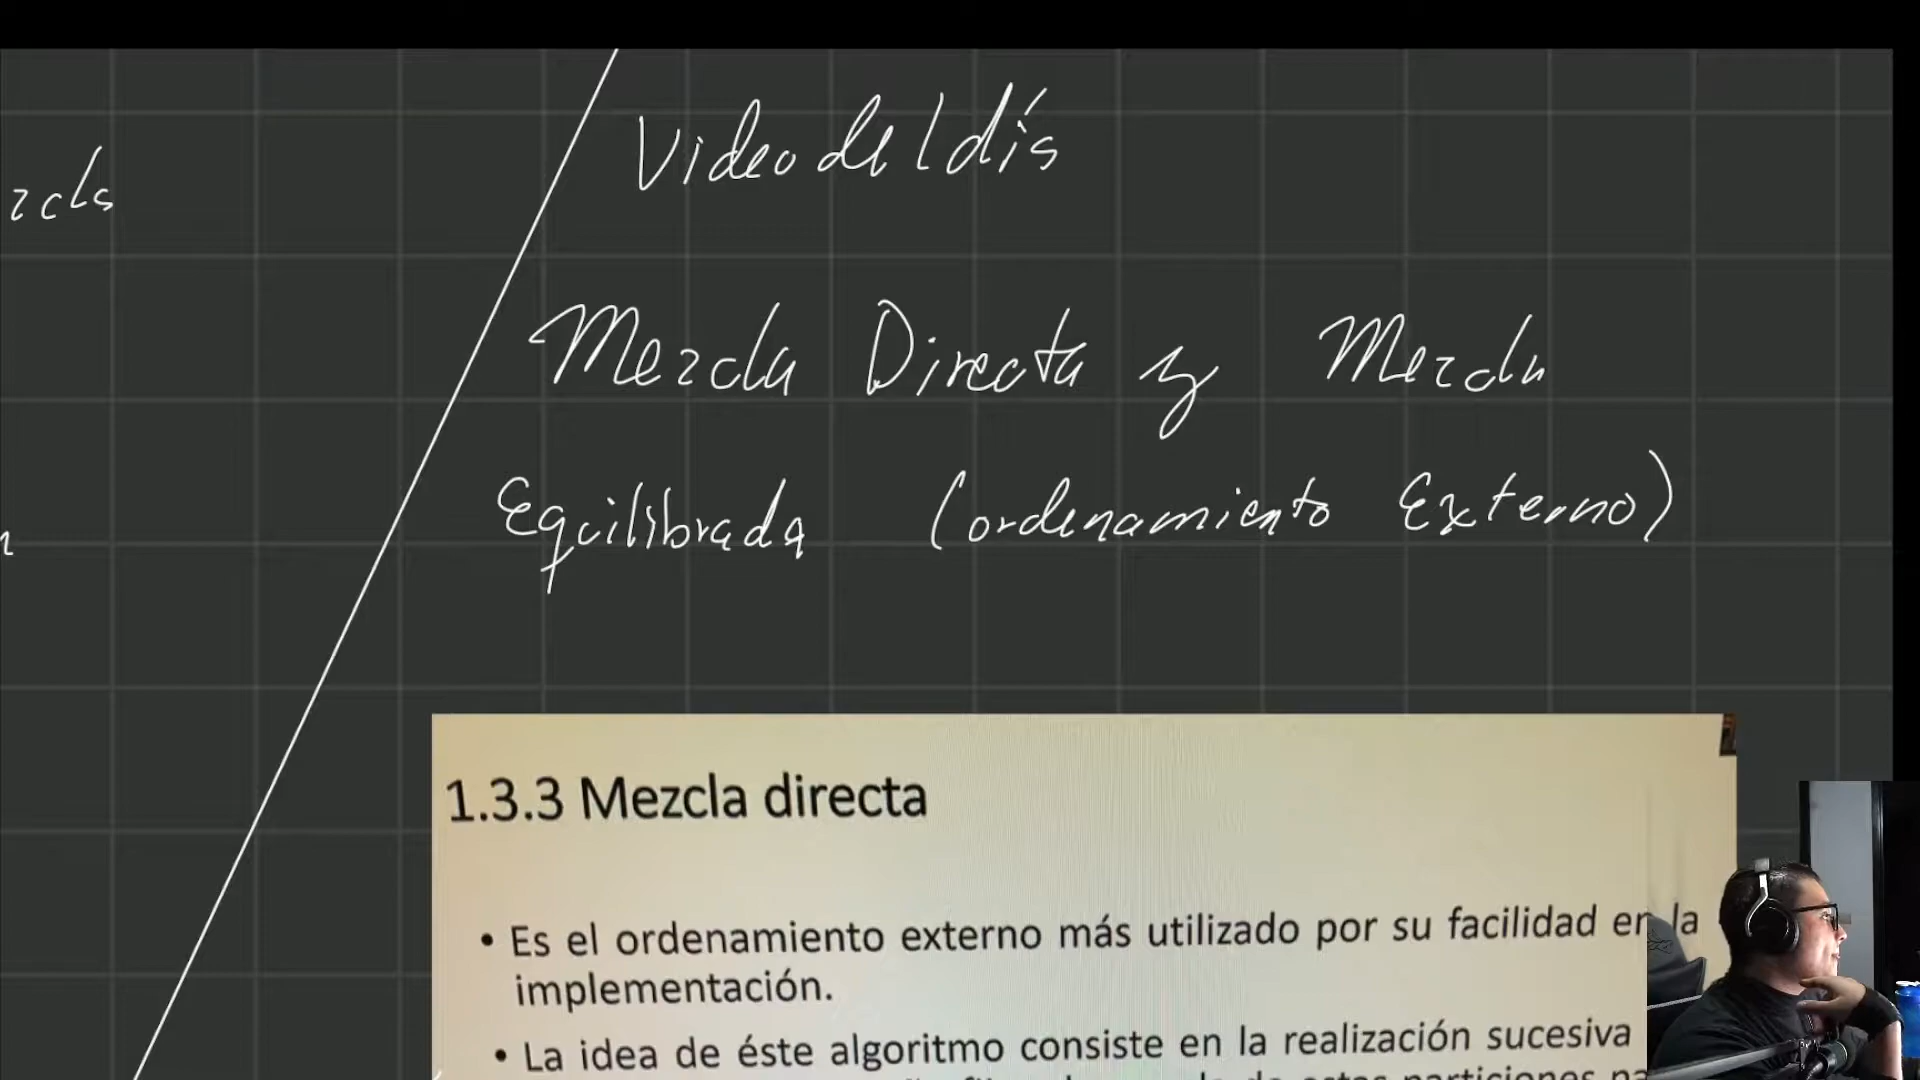 Video del día
Mezcla Directa y Mezcla
Equilibrada (ordenamiento Externo)
1.3.3 Mezcla directa
• Es el ordenamiento externo más utilizado por su facilidad en la
implementación.
• La idea de éste algoritmo consiste en la realización sucesiva